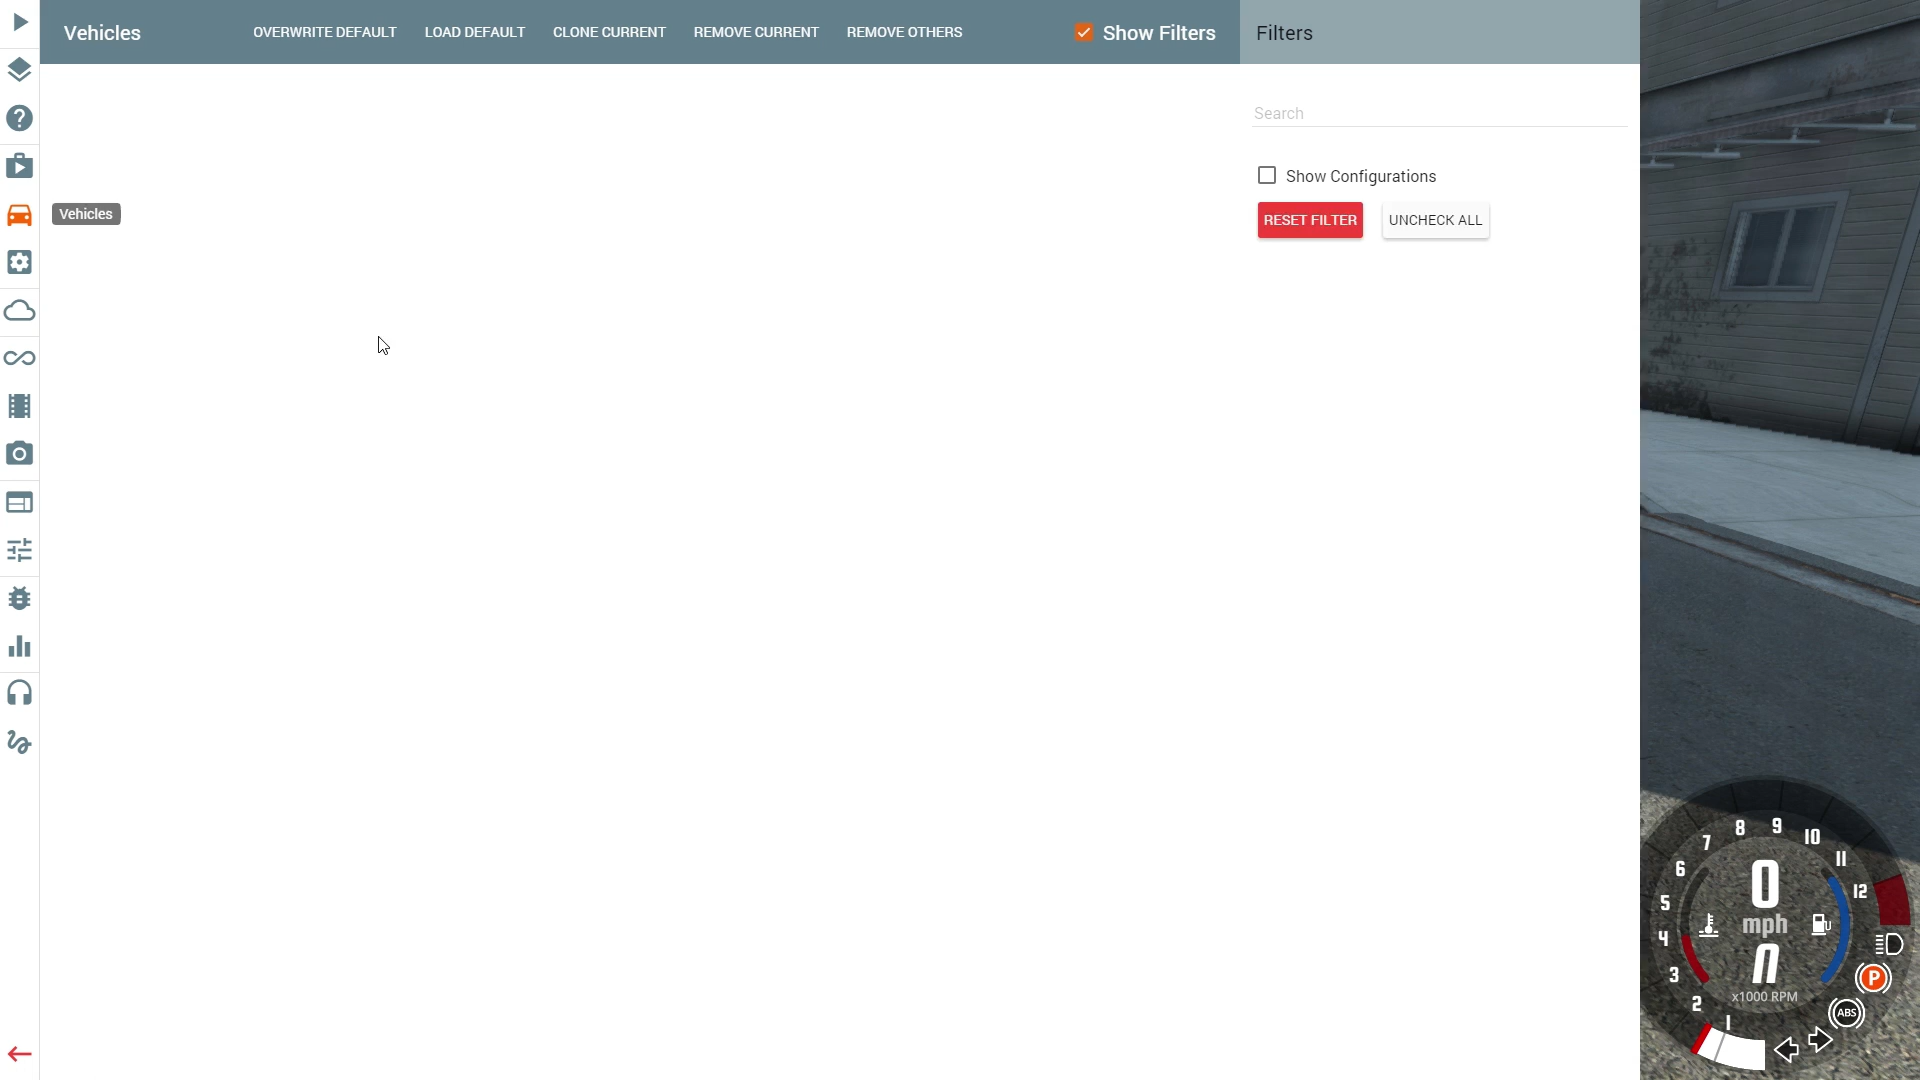 Vehicles
OVERWRITE DEFAULT
LOAD DEFAULT
CLONE CURRENT
REMOVE CURRENT
REMOVE OTHERS
Show Filters
Filters
Search
Show Configurations
RESET FILTER
UNCHECK ALL
Vehicles
1
2
3
4
5
6
7
8
9
10
11
12
0
mph
n
x1000 RPM
P
ABS